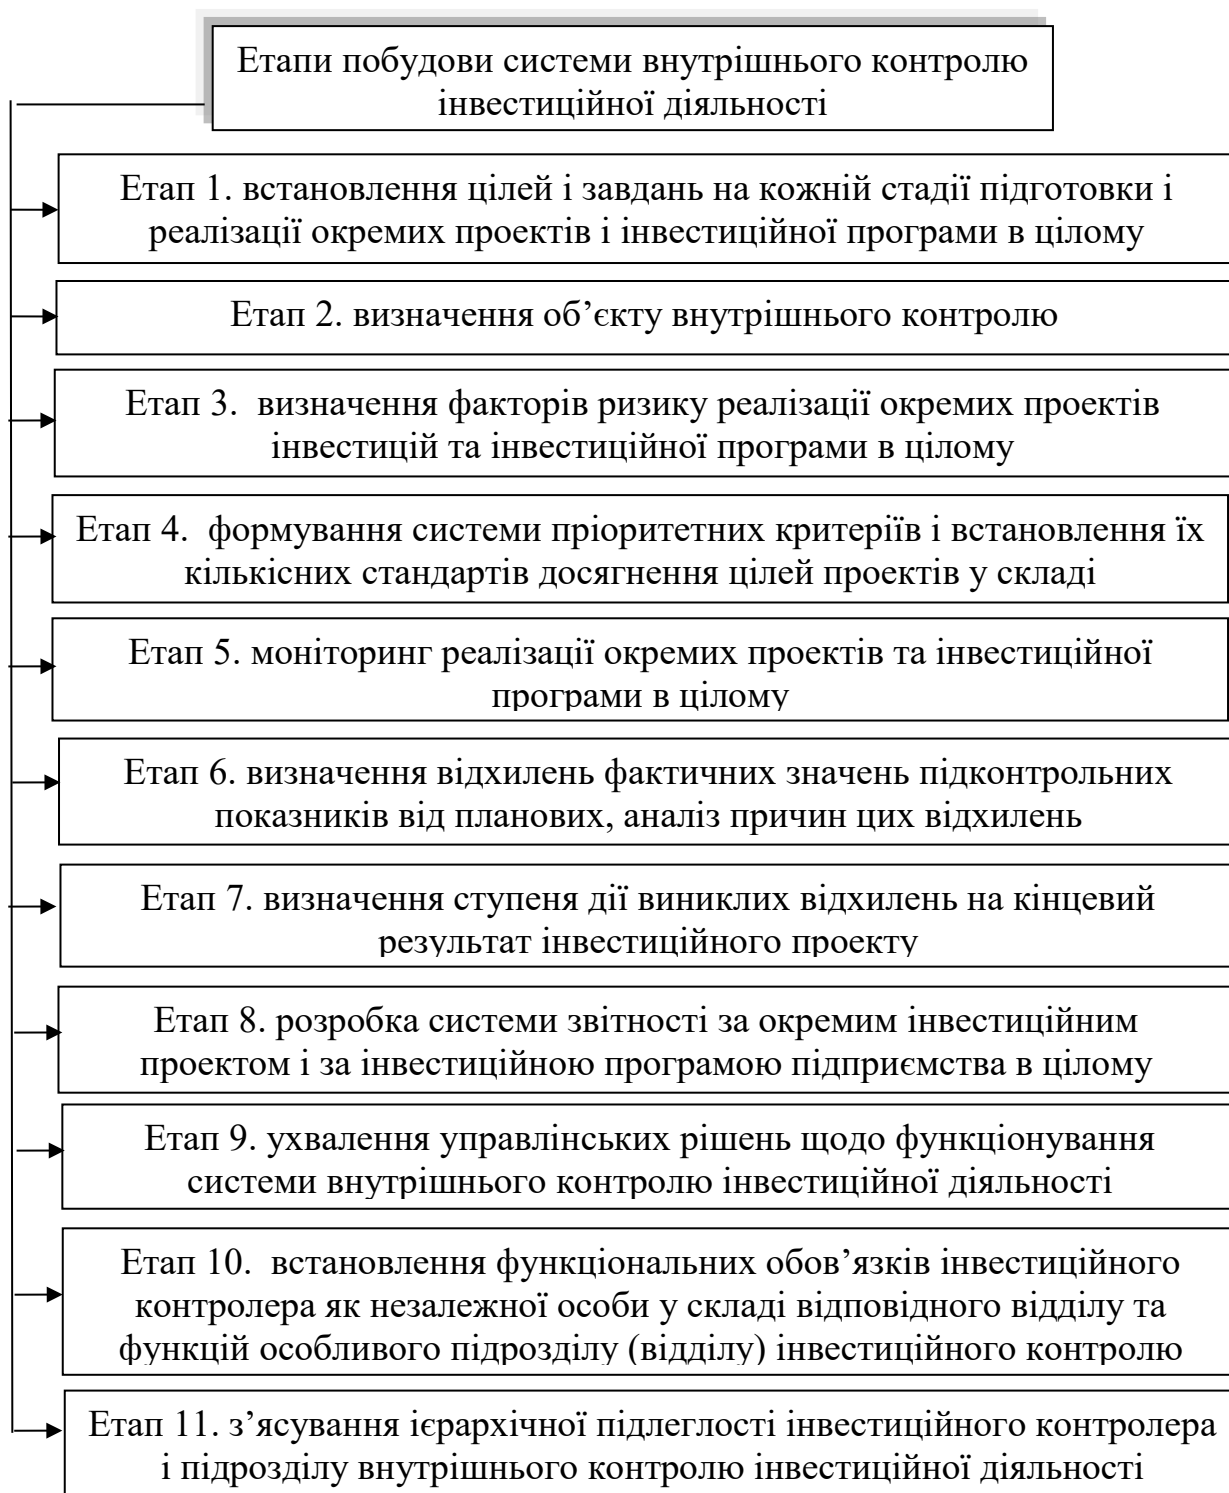 Етапи побудови системи внутрішнього контролю
інвестиційної діяльності
Етап 1. встановлення цілей і завдань на кожній стадії підготовки і
реалізації окремих проектів і інвестиційної програми в цілому
Етап 2. визначення об’єкту внутрішнього контролю
Етап 3. визначення факторів ризику реалізації окремих проектів
інвестицій та інвестиційної програми в цілому
Етап 4. формування системи пріоритетних критеріїв і встановлення їх
кількісних стандартів досягнення цілей проектів у складі
Етап 5. моніторинг реалізації окремих проектів та інвестиційної
програми в цілому
Етап 6. визначення відхилень фактичних значень підконтрольних
показників від планових, аналіз причин цих відхилень
Етап 7. визначення ступеня дії виниклих відхилень на кінцевий
результат інвестиційного проекту
Етап 8. розробка системи звітності за окремим інвестиційним
проектом і за інвестиційною програмою підприємства в цілому
Етап 9. ухвалення управлінських рішень щодо функціонування
системи внутрішнього контролю інвестиційної діяльності
Етап 10. встановлення функціональних обов’язків інвестиційного
контролера як незалежної особи у складі відповідного відділу та
функцій особливого підрозділу (відділу) інвестиційного контролю
Етап 11. з’ясування ієрархічної підлеглості інвестиційного контролера
і підрозділу внутрішнього контролю інвестиційної діяльності